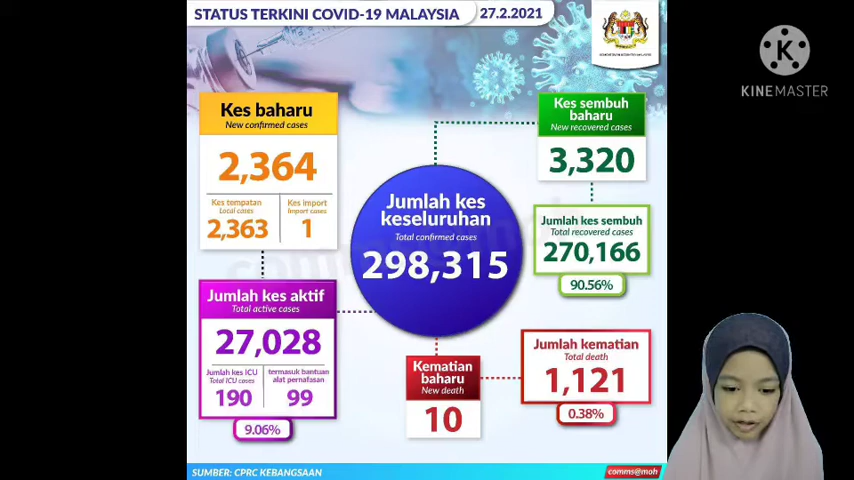 STATUS TERKINI COVID-19 MALAYSIA
27.2.2021
KINEMASTER
Kes baharu
New confirmed cases
2,364
Kes tempatan
Local cases
2,363
Kes import
Import cases
1
Kes sembuh
baharu
New recovered cases
3,320
Jumlah kes
keseluruhan
Total confirmed cases
298,315
Jumlah kes sembuh
Total recovered cases
270,166
90.56%
Jumlah kes aktif
Total active cases
27,028
Jumlah kes ICU
Total ICU cases
190
termasuk bantuan
alat pernafasan
99
9.06%
Kematian
baharu
New death
10
Jumlah kematian
Total death
1,121
0.38%
SUMBER: CPRC KEBANGSAAN
comms@moh